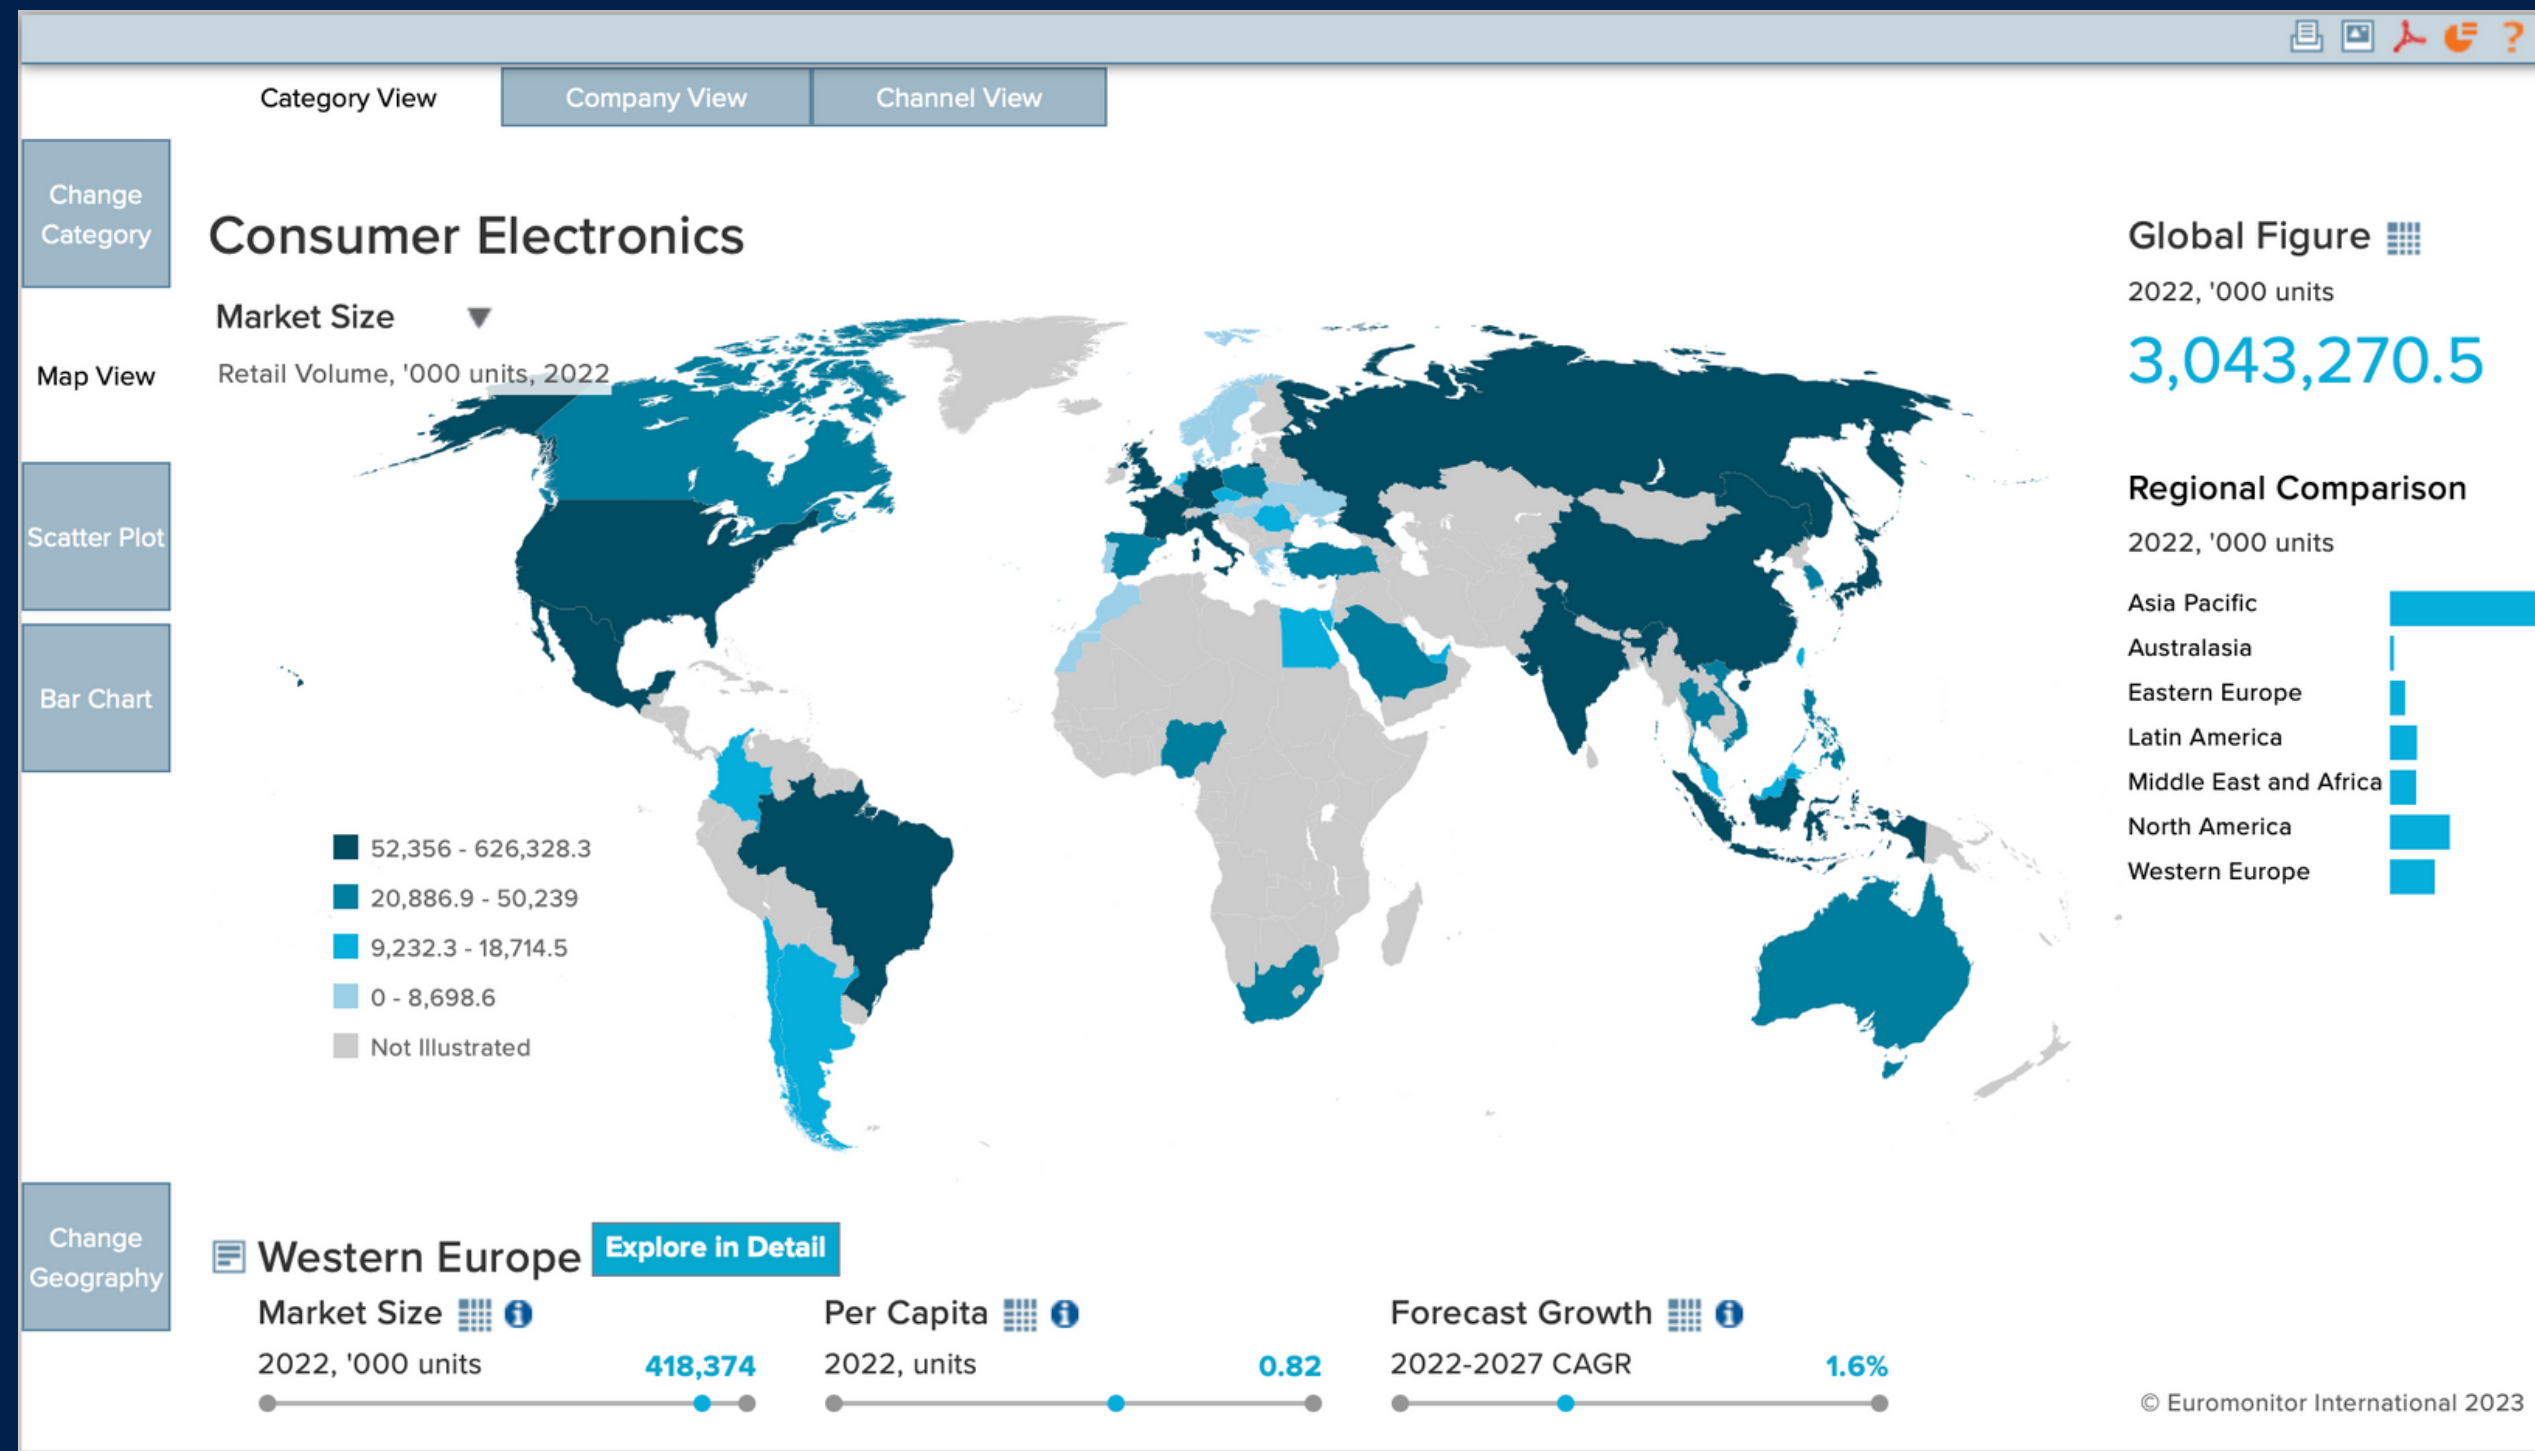 ?
Category View
Company View
Channel View
Change
Category
Consumer Electronics
Global Figure
2022, '000 units
3,043,270.5
Market Size
Retail Volume, '000 units, 2022
Map View
Scatter Plot
Bar Chart
Regional Comparison
2022, '000 units
Asia Pacific
Australasia
Eastern Europe
Latin America
Middle East and Africa
North America
Western Europe
52,356 - 626,328.3
20,886.9 - 50,239
9,232.3 - 18,714.5
0 - 8,698.6
Not Illustrated
Change
Geography
Western Europe
Explore in Detail
Market Size
2022, '000 units 418,374
Per Capita
2022, units 0.82
Forecast Growth
2022-2027 CAGR 1.6%
© Euromonitor International 2023